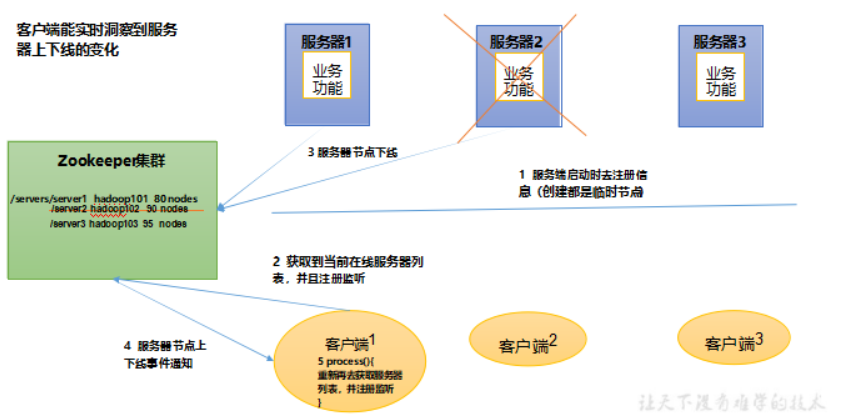 客户端能实时洞察到服务
器上下线的变化
服务器1
业务
功能
服务器2
业务
功能
服务器3
业务
功能
3 服务器节点下线
1 服务端启动时去注册信
息（创建都是临时节点）
Zookeeper集群
/servers/server1 hadoop101 80nodes
/server2 hadoop102 90 nodes
/server3 hadoop103 95 nodes
2 获取到当前在线服务器列
表，并且注册监听
4 服务器节点上
下线事件通知
客户端1
5 process(){
重新再去获取服务器
列表，并注册监听
}
客户端2
客户端3
让天下没有难学的技术